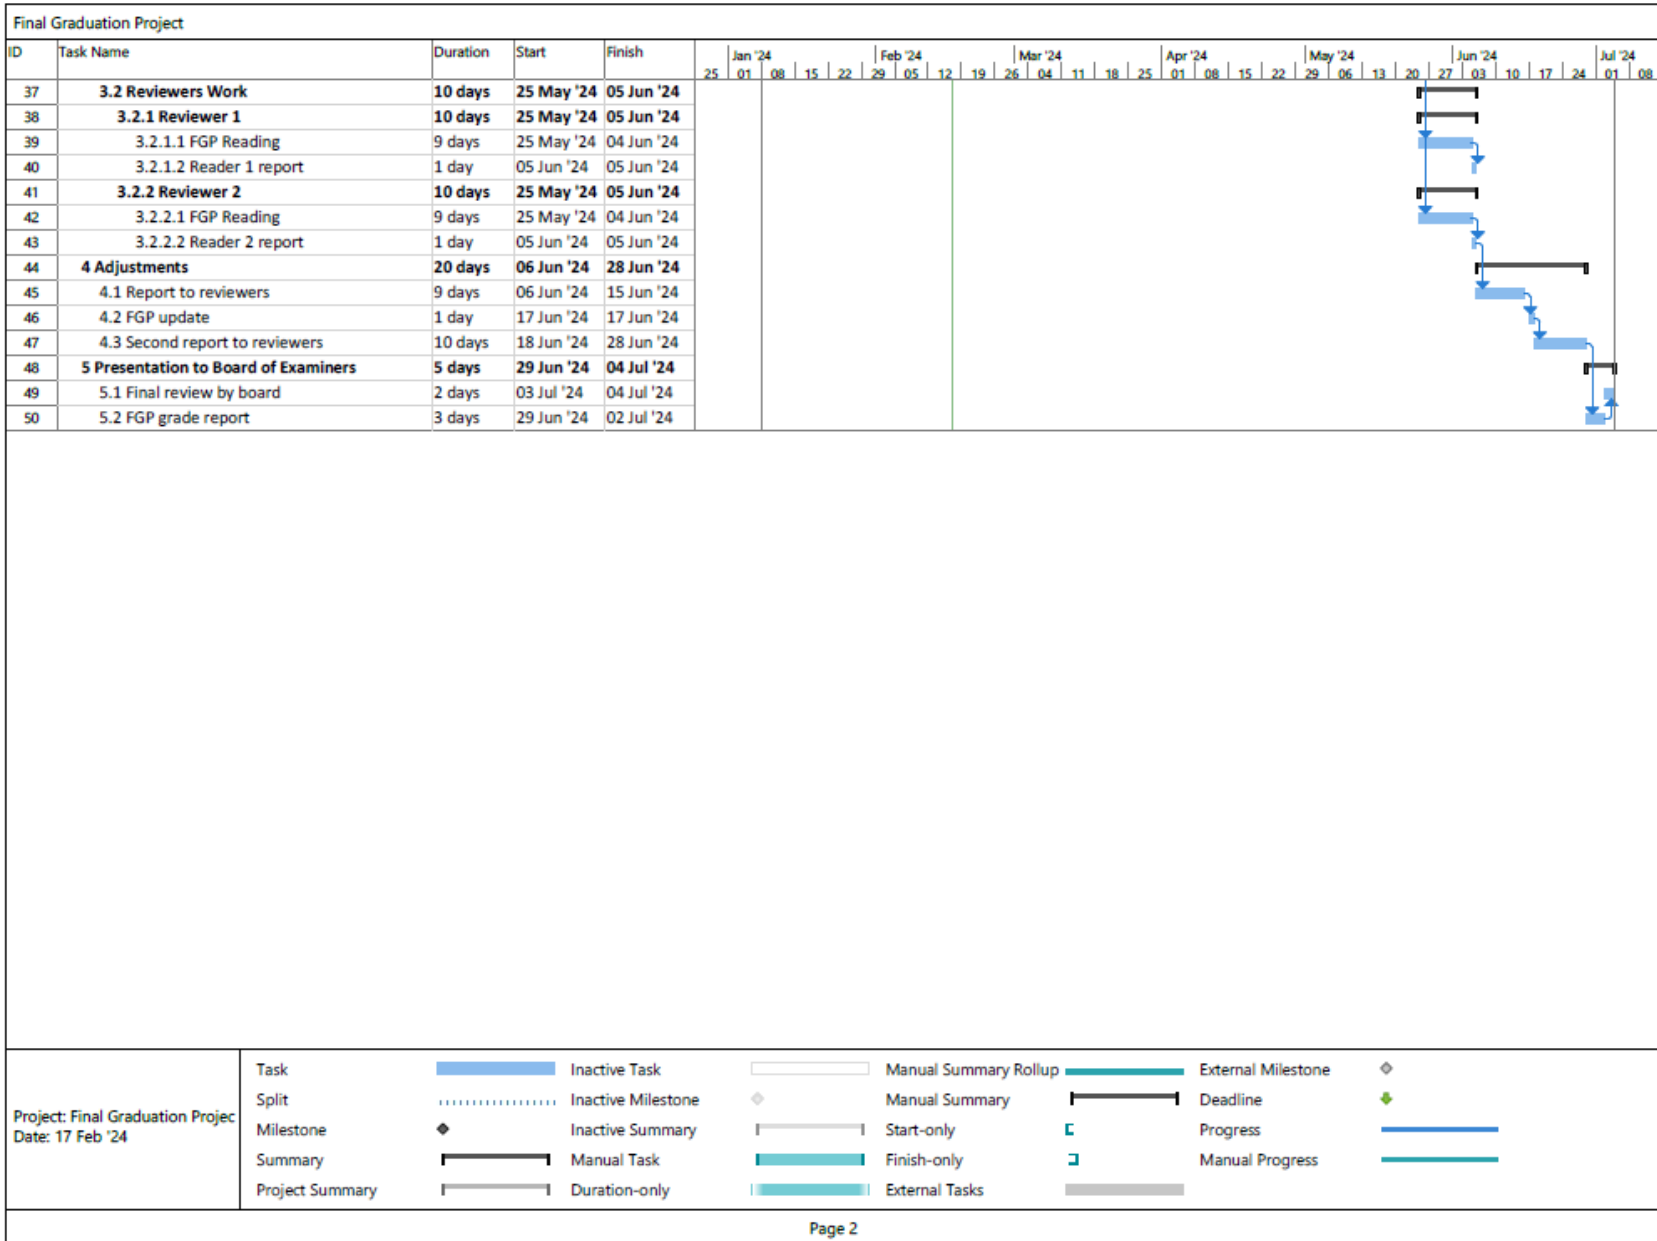 Final Graduation Project
ID Task Name Duration Start Finish
Jan '24 Feb '24 Mar '24 Apr '24 May '24 Jun '24 Jul '24
25 01 08 15 22 29 05 12 19 26 04 11 18 25 01 08 15 22 29 06 13 20 27 03 10 17 24 01 08
37 3.2 Reviewers Work 10 days 25 May '24 05 Jun '24
38 3.2.1 Reviewer 1 10 days 25 May '24 05 Jun '24
39 3.2.1.1 FGP Reading 9 days 25 May '24 04 Jun '24
40 3.2.1.2 Reader 1 report 1 day 05 Jun '24 05 Jun '24
41 3.2.2 Reviewer 2 10 days 25 May '24 05 Jun '24
42 3.2.2.1 FGP Reading 9 days 25 May '24 04 Jun '24
43 3.2.2.2 Reader 2 report 1 day 05 Jun '24 05 Jun '24
44 4 Adjustments 20 days 06 Jun '24 28 Jun '24
45 4.1 Report to reviewers 9 days 06 Jun '24 15 Jun '24
46 4.2 FGP update 1 day 17 Jun '24 17 Jun '24
47 4.3 Second report to reviewers 10 days 18 Jun '24 28 Jun '24
48 5 Presentation to Board of Examiners 5 days 29 Jun '24 04 Jul '24
49 5.1 Final review by board 2 days 03 Jul '24 04 Jul '24
50 5.2 FGP grade report 3 days 29 Jun '24 02 Jul '24
Project: Final Graduation Projec
Date: 17 Feb '24
Task Inactive Task Manual Summary Rollup External Milestone
Split Inactive Milestone Manual Summary Deadline
Milestone Inactive Summary Start-only Progress
Summary Manual Task Finish-only Manual Progress
Project Summary Duration-only External Tasks
Page 2